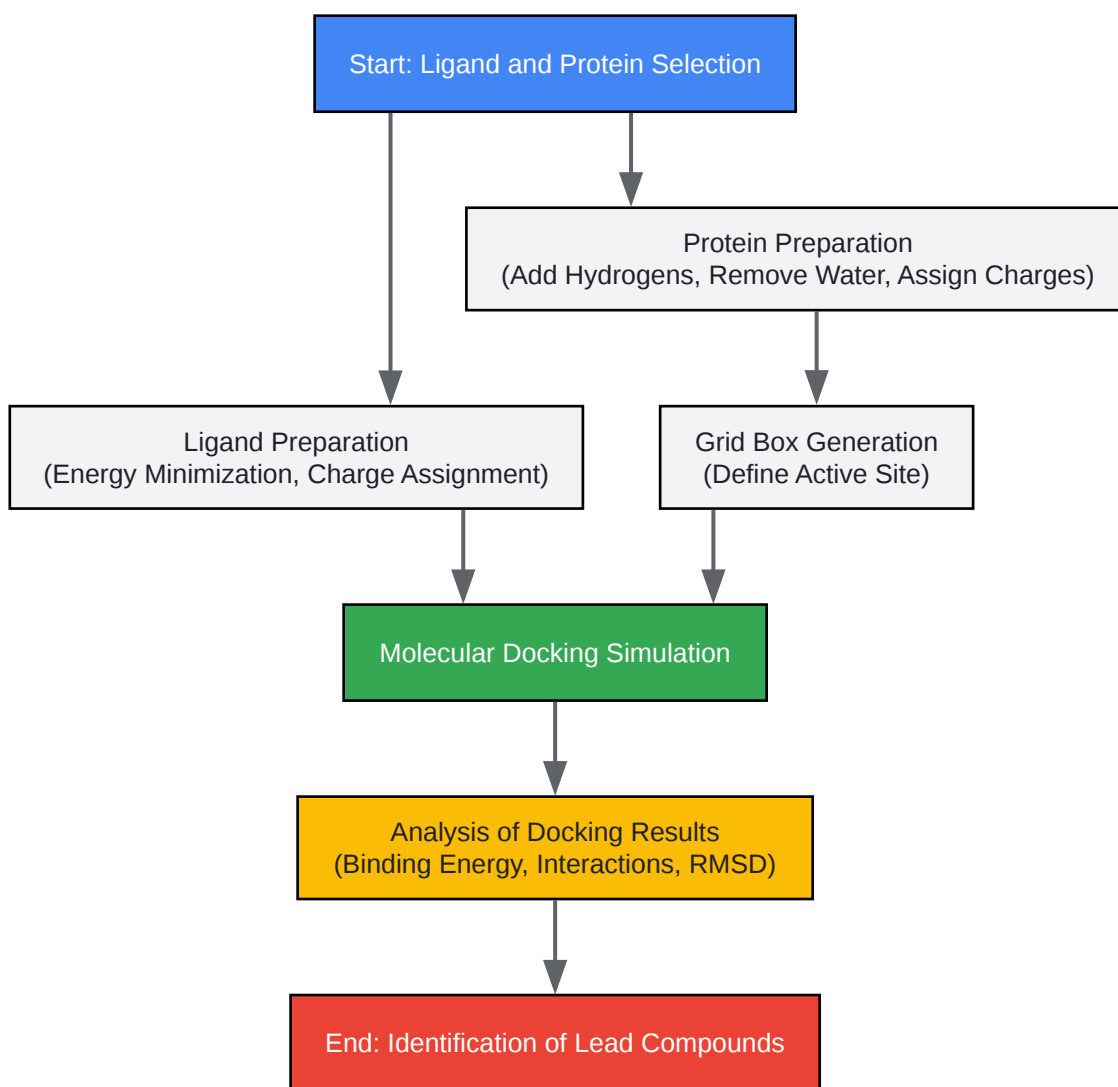 Start: Ligand and Protein Selection
Protein Preparation
(Add Hydrogens, Remove Water, Assign Charges)
Ligand Preparation
(Energy Minimization, Charge Assignment)
Grid Box Generation
(Define Active Site)
Molecular Docking Simulation
Analysis of Docking Results
(Binding Energy, Interactions, RMSD)
End: Identification of Lead Compounds